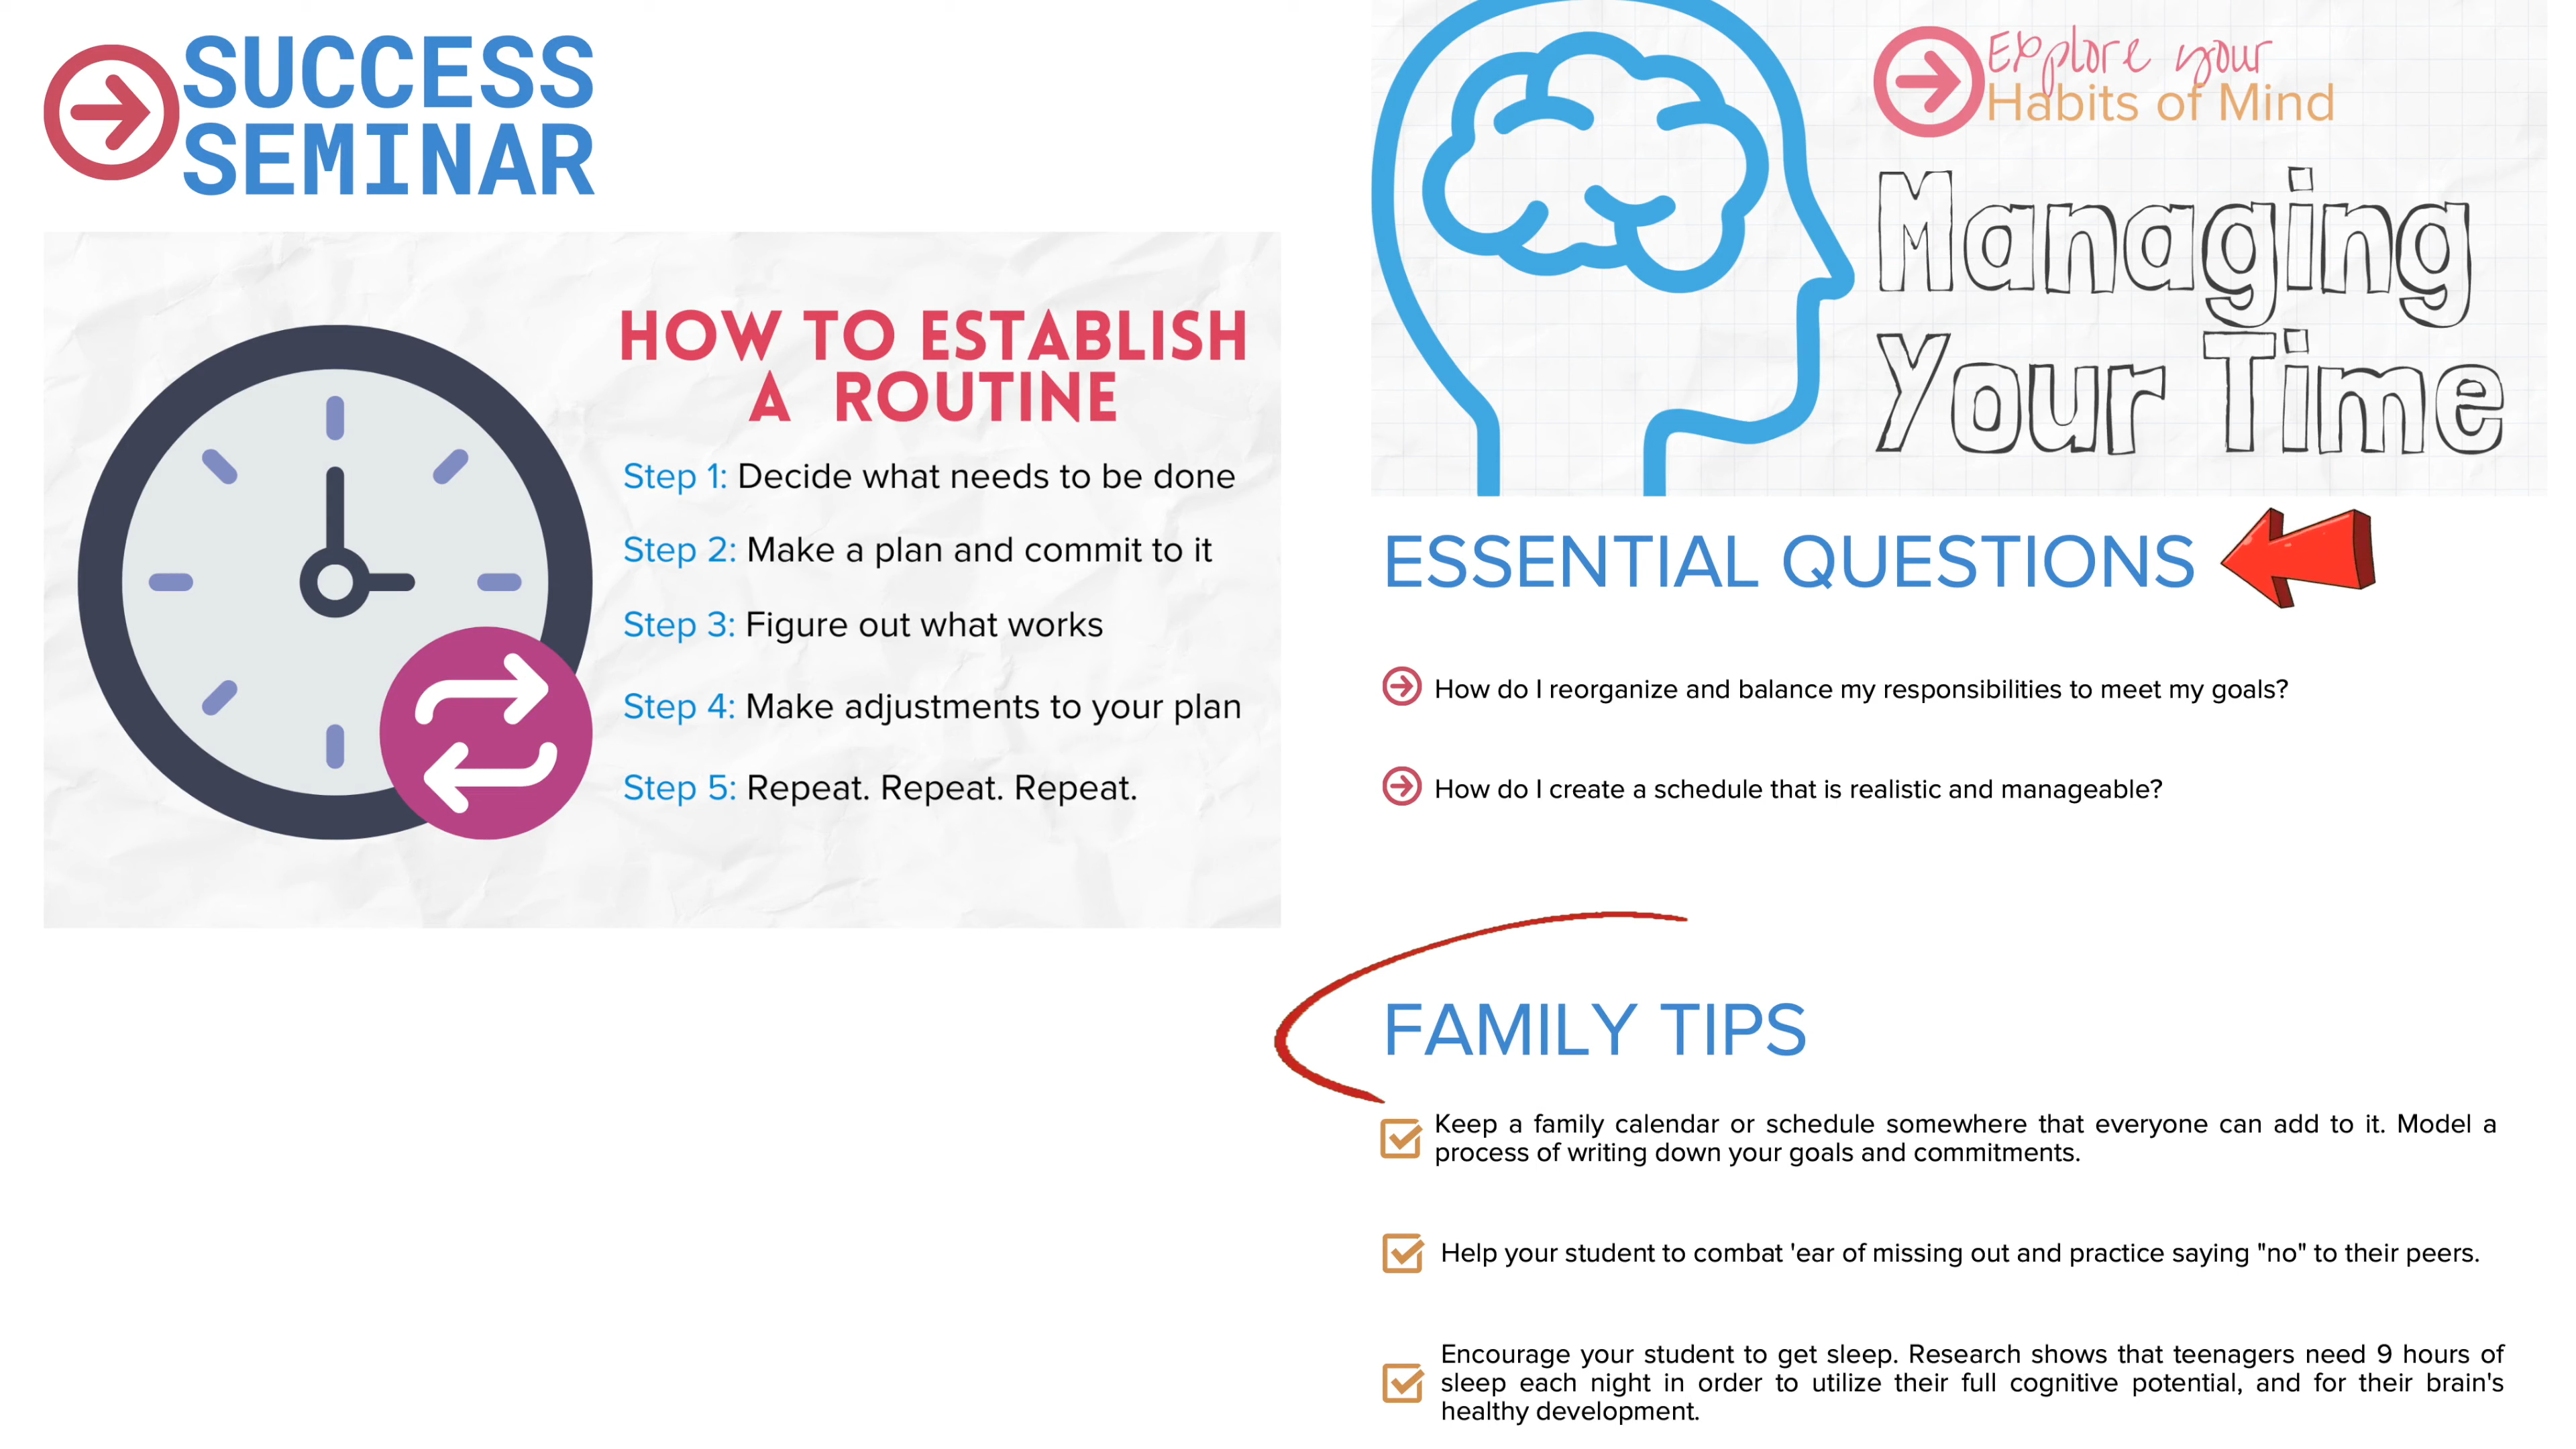 SUCCESS
SEMINAR
HOW TO ESTABLISH
A ROUTINE
Step 1: Decide what needs to be done
Step 2: Make a plan and commit to it
Step 3: Figure out what works
Step 4: Make adjustments to your plan
Step 5: Repeat. Repeat. Repeat.
Explore your
Habits of Mind
Managing
Your Time
ESSENTIAL QUESTIONS
How do I reorganize and balance my responsibilities to meet my goals?
How do I create a schedule that is realistic and manageable?
FAMILY TIPS
Keep a family calendar or schedule somewhere that everyone can add to it. Model a
process of writing down your goals and commitments.
Help your student to combat 'ear of missing out and practice saying "no" to their peers.
Encourage your student to get sleep. Research shows that teenagers need 9 hours of
sleep each night in order to utilize their full cognitive potential, and for their brain's
healthy development.